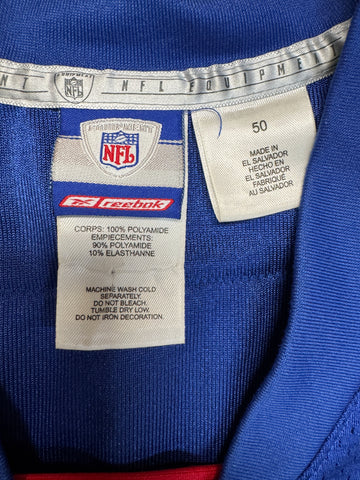 NT
EQUIPMENT
NFL
NFL EQUIPMENT
NFL
Reebok
CORPS: 100% POLYAMIDE
EMPIECEMENTS:
90% POLYAMIDE
10% ELASTHANNE
MACHINE WASH COLD
SEPARATELY.
DO NOT BLEACH.
TUMBLE DRY LOW.
DO NOT IRON DECORATION.
50
MADE IN
EL SALVADOR
HECHO EN
EL SALVADOR
FABRIQUÉ
AU SALVADOR